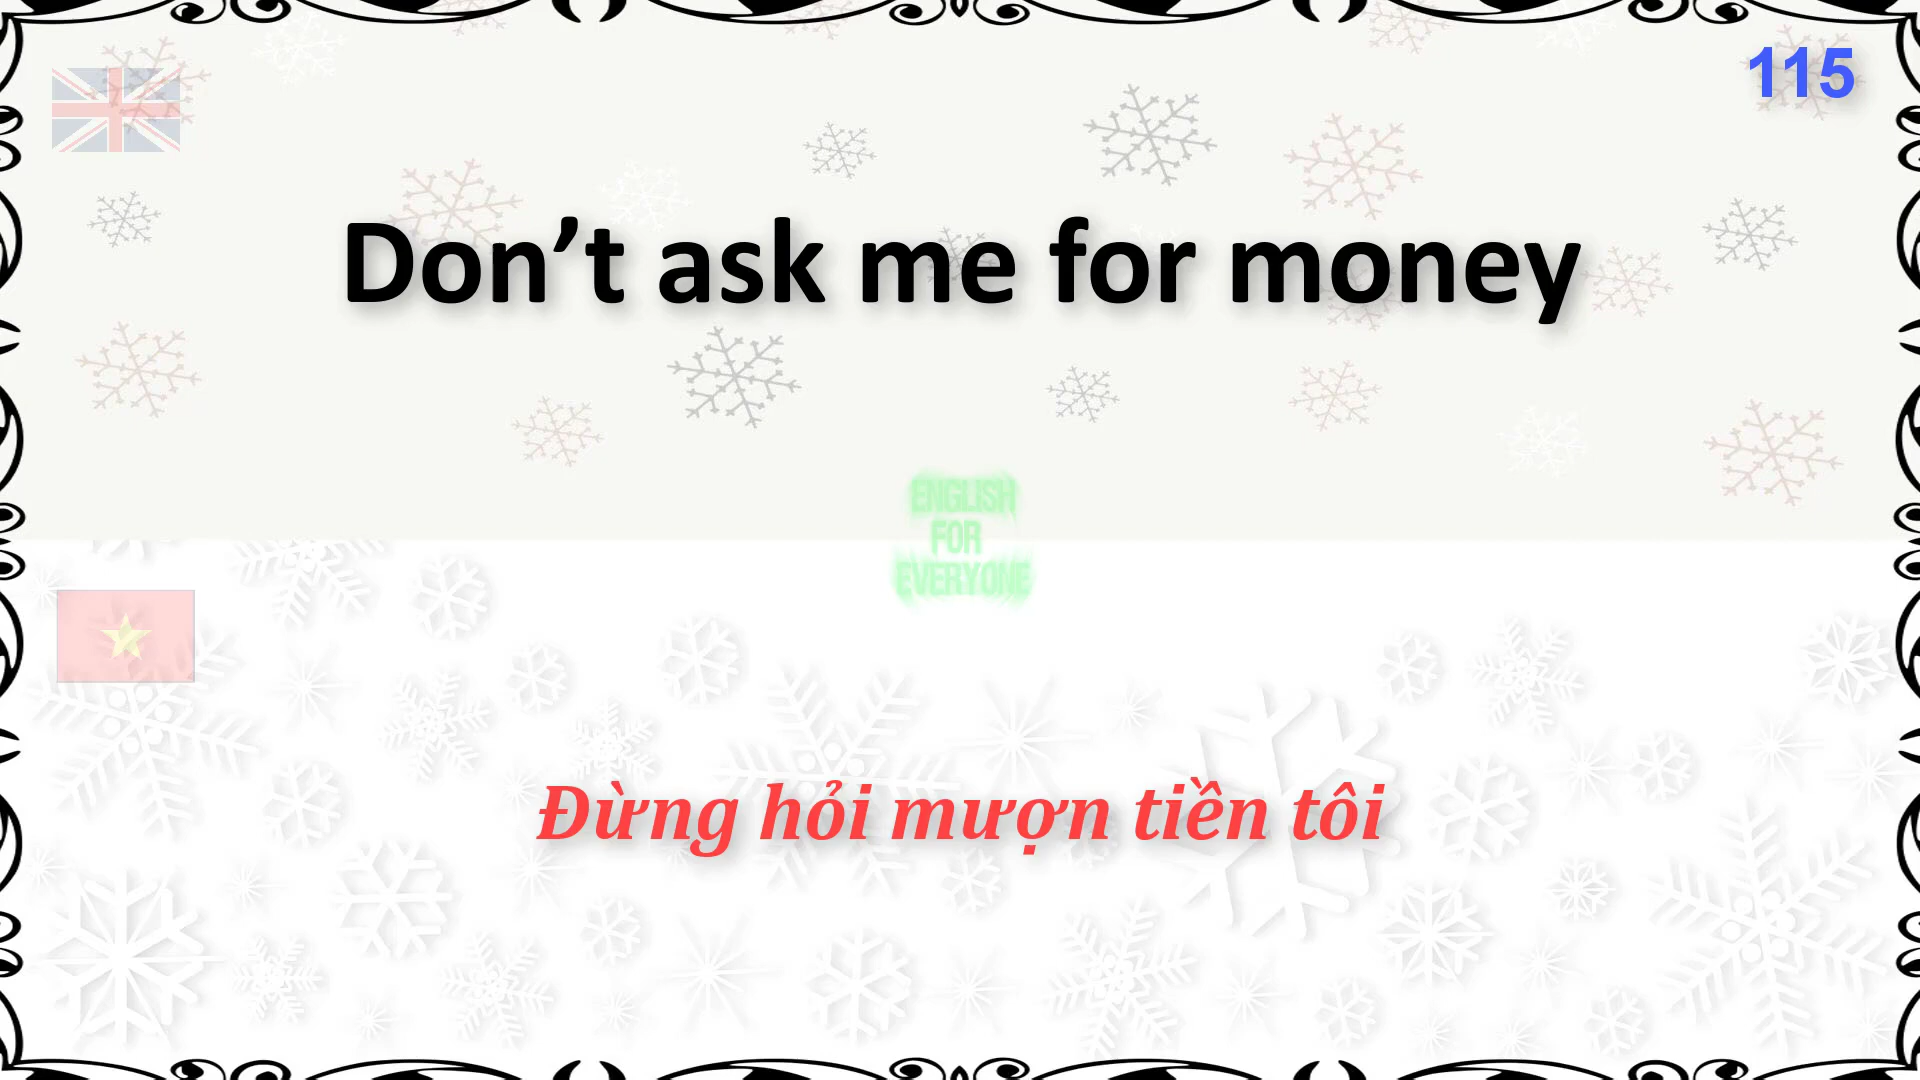 115
Don’t ask me for money
ENGLISH
FOR
EVERYONE
Đừng hỏi mượn tiền tôi